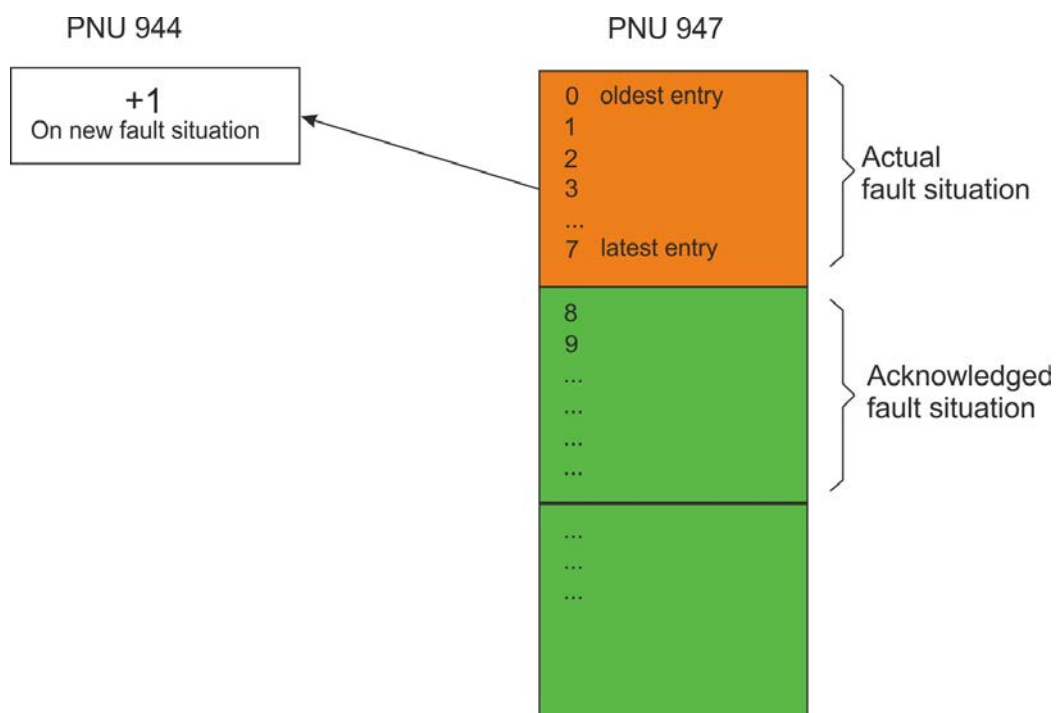 PNU 944
+1
On new fault situation
PNU 947
0 oldest entry
1
2
3
...
7 latest entry
Actual
fault situation
8
9
...
...
...
...
Acknowledged
fault situation
...
...
...